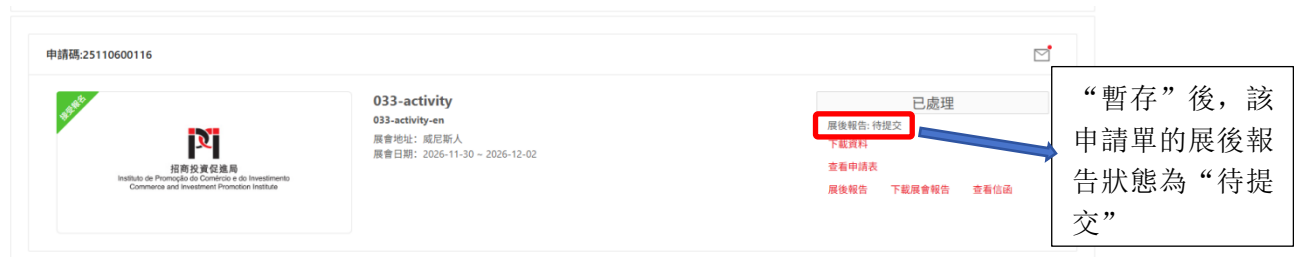 申請碼:25110600116
接受報名
招商投資促進局
Instituto de Promoção do Comércio e do Investimento
Commerce and Investment Promotion Institute
033-activity
033-activity-en
展會地址：威尼斯人
展會日期：2026-11-30 ~ 2026-12-02
已處理
展後報告: 待提交
下載資料
查看申請表
展後報告 下載展會報告 查看信函
“暫存”後，該
申請單的展後報
告狀態為“待提
交”